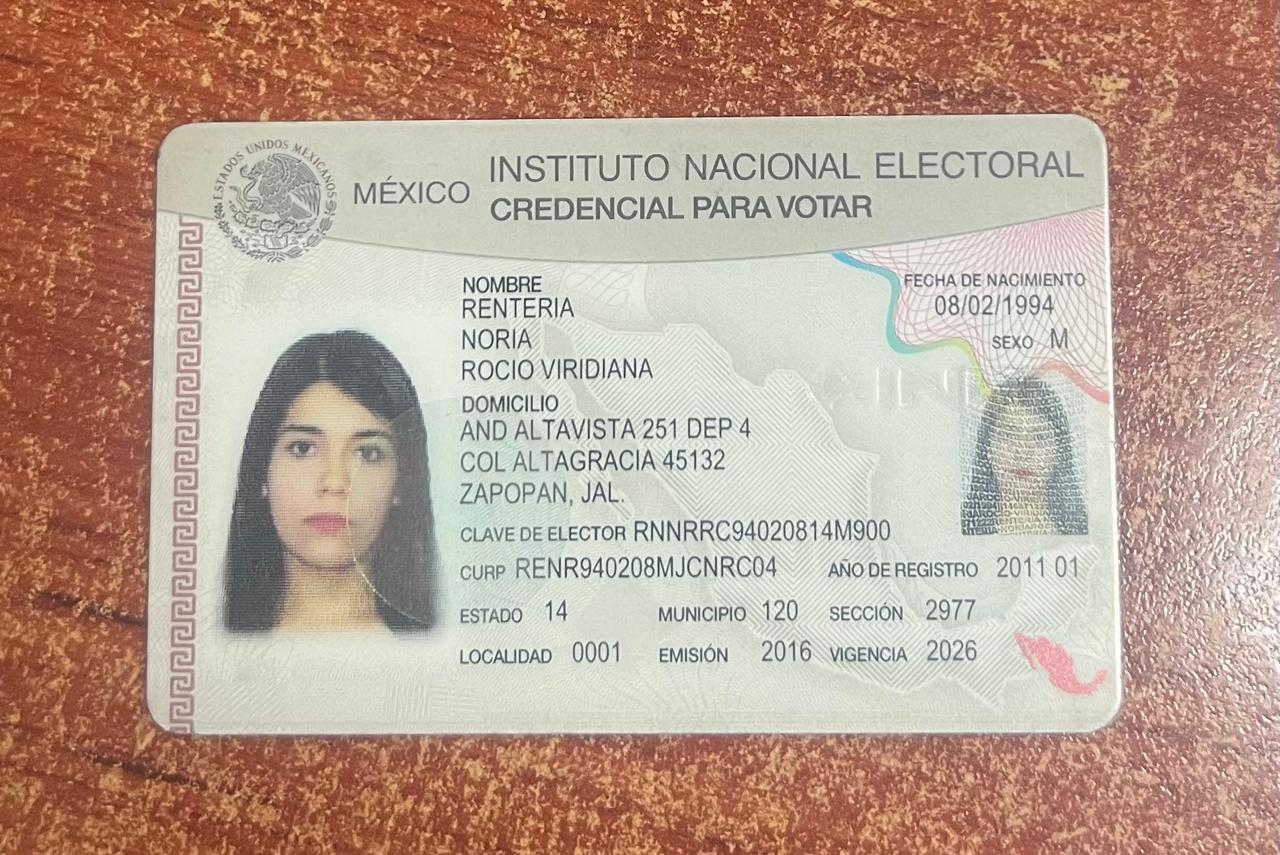 ESTADOS UNIDOS MEXICANOS
MÉXICO
INSTITUTO NACIONAL ELECTORAL
CREDENCIAL PARA VOTAR
NOMBRE
RENTERIA
NORIA
ROCIO VIRIDIANA
FECHA DE NACIMIENTO
08/02/1994
SEXO M
DOMICILIO
AND ALTAVISTA 251 DEP 4
COL ALTAGRACIA 45132
ZAPOPAN, JAL.
CLAVE DE ELECTOR RNNRRC94020814M900
CURP RENR940208MJCNRC04 AÑO DE REGISTRO 2011 01
ESTADO 14 MUNICIPIO 120 SECCIÓN 2977
LOCALIDAD 0001 EMISIÓN 2016 VIGENCIA 2026